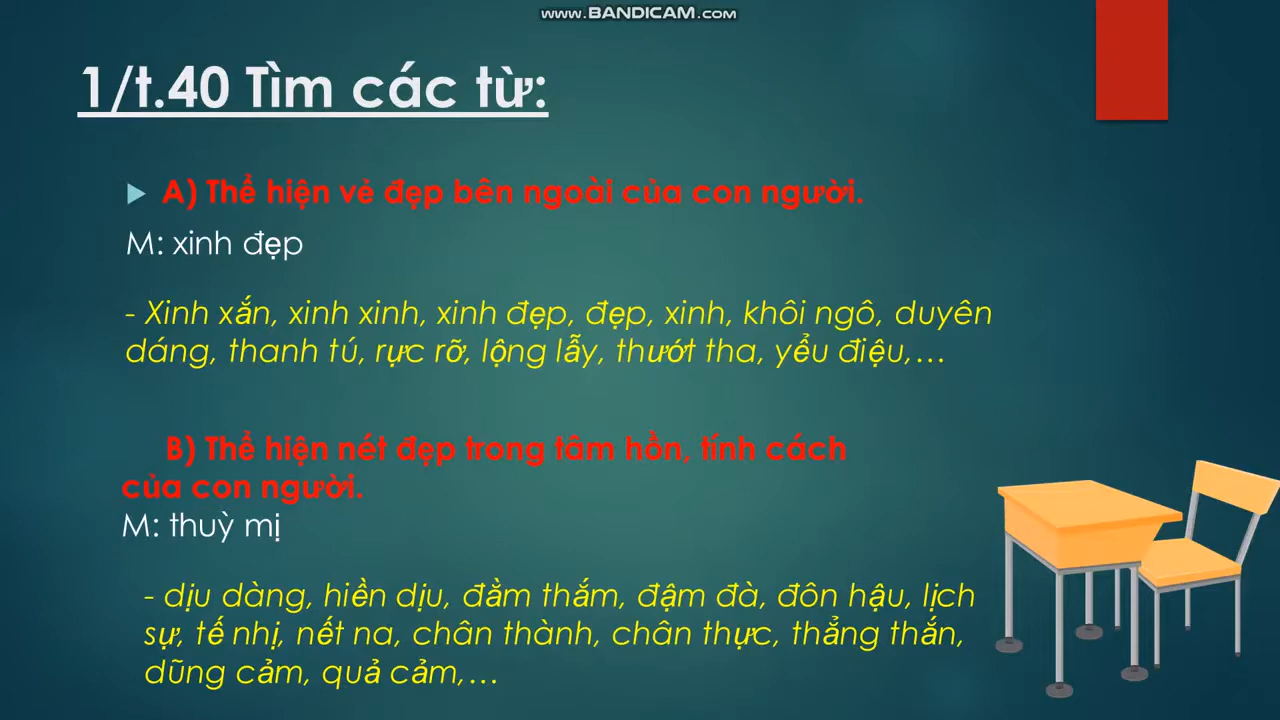 www.BANDICAM.com
1/t.40 Tìm các từ:
A) Thể hiện vẻ đẹp bên ngoài của con người.
M: xinh đẹp
- Xinh xắn, xinh xinh, xinh đẹp, đẹp, xinh, khôi ngô, duyên
dáng, thanh tú, rực rỡ, lộng lẫy, thướt tha, yểu điệu,...
B) Thể hiện nét đẹp trong tâm hồn, tính cách
của con người.
M: thuỳ mị
- dịu dàng, hiền dịu, đằm thắm, đậm đà, đôn hậu, lịch
sự, tế nhị, nết na, chân thành, chân thực, thẳng thắn,
dũng cảm, quả cảm,...